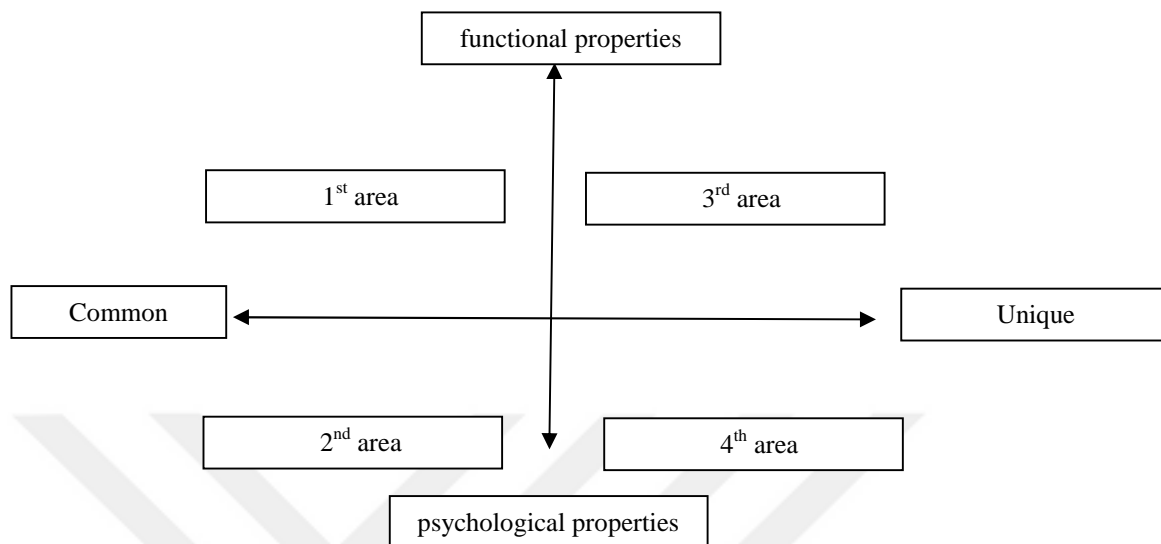 functional properties
1st area
3rd area
Common
Unique
2nd area
4th area
psychological properties